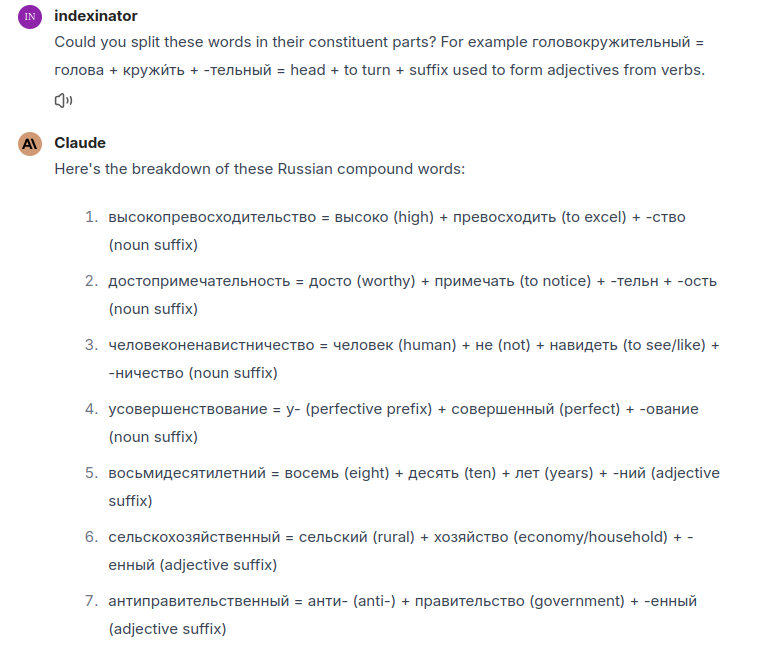 IN indexinator
Could you split these words in their constituent parts? For example головокружительный =
голова + кружи́ть + -тельный = head + to turn + suffix used to form adjectives from verbs.
A\ Claude
Here's the breakdown of these Russian compound words:
1. высокопревосходительство = высоко (high) + превосходить (to excel) + -ство
(noun suffix)
2. достопримечательность = досто (worthy) + примечать (to notice) + -тельн + -ость
(noun suffix)
3. человеконенавистничество = человек (human) + не (not) + навидеть (to see/like) +
-ничество (noun suffix)
4. усовершенствование = у- (perfective prefix) + совершенный (perfect) + -ование
(noun suffix)
5. восьмидесятилетний = восемь (eight) + десять (ten) + лет (years) + -ний (adjective
suffix)
6. сельскохозяйственный = сельский (rural) + хозяйство (economy/household) + -
енный (adjective suffix)
7. антиправительственный = анти- (anti-) + правительство (government) + -енный
(adjective suffix)